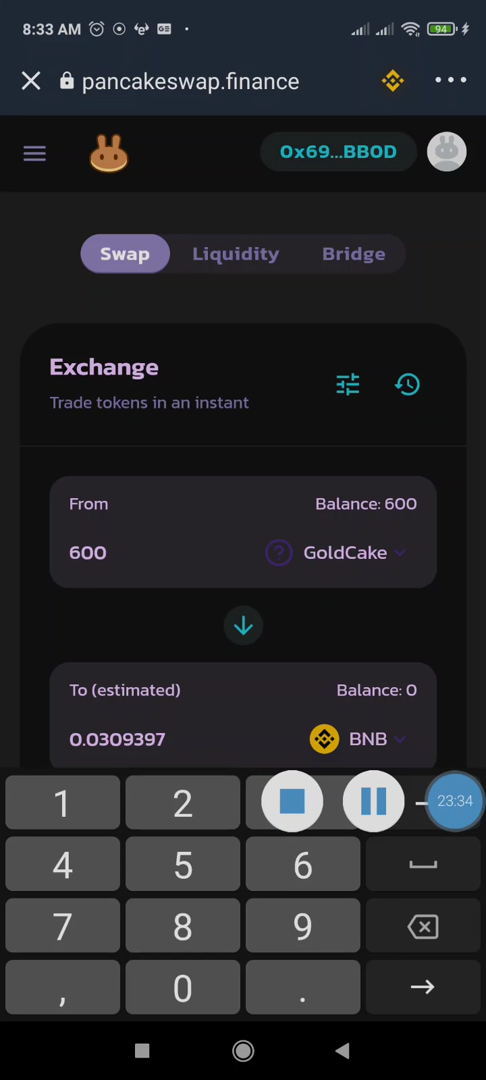 8:33 AM 94
pancakeswap.finance
0x69...BB0D
Swap Liquidity Bridge
Exchange
Trade tokens in an instant
From Balance: 600
600 ? GoldCake
To (estimated) Balance: 0
0.0309397 BNB
1 2 – 23:34
4 5 6
7 8 9
, 0 .